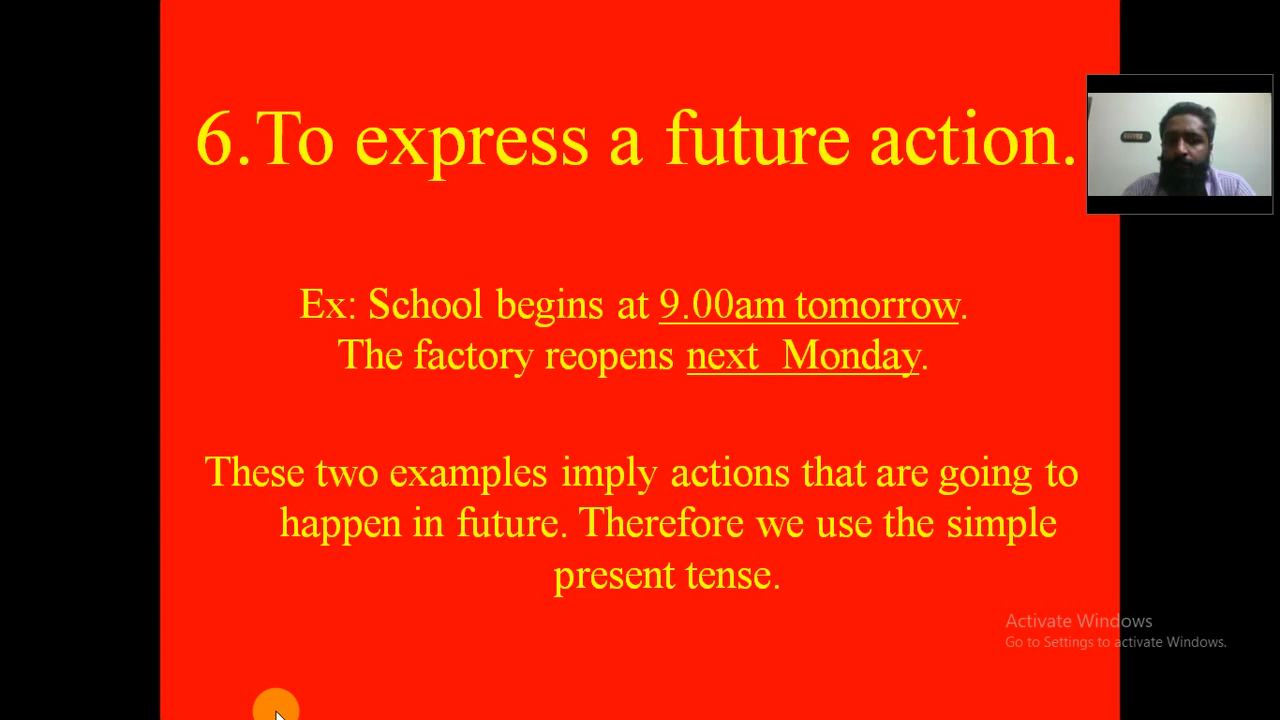 6.To express a future action.
Ex: School begins at 9.00am tomorrow.
The factory reopens next  Monday.
These two examples imply actions that are going to
happen in future. Therefore we use the simple
present tense.
Activate Windows
Go to Settings to activate Windows.